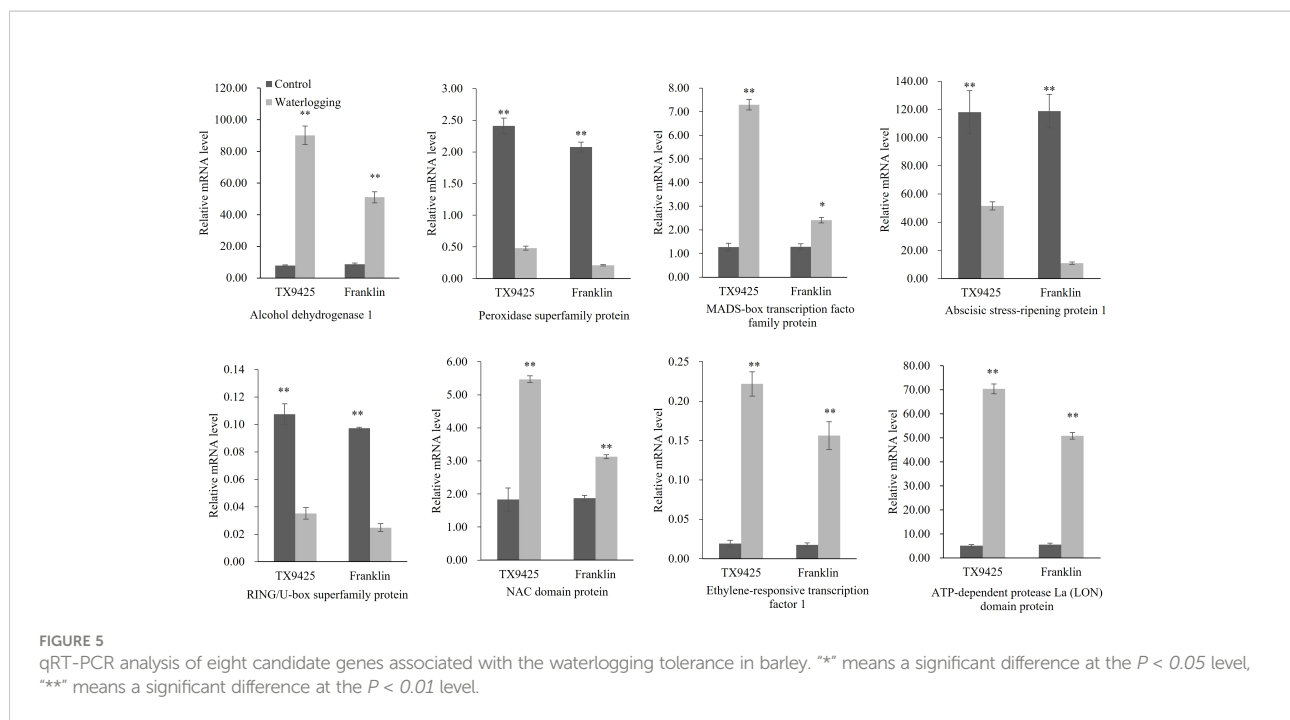 120.00
100.00
80.00
60.00
40.00
20.00
0.00
Relative mRNA level
Control
Waterlogging
**
**
TX9425
Franklin
Alcohol dehydrogenase 1
3.00
2.50
2.00
1.50
1.00
0.50
0.00
Relative mRNA level
**
**
TX9425
Franklin
Peroxidase superfamily protein
8.00
7.00
6.00
5.00
4.00
3.00
2.00
1.00
0.00
Relative mRNA level
**
*
TX9425
Franklin
MADS-box transcription facto
family protein
140.00
120.00
100.00
80.00
60.00
40.00
20.00
0.00
Relative mRNA level
**
**
TX9425
Franklin
Abscisic stress-ripening protein 1
0.14
0.12
0.10
0.08
0.06
0.04
0.02
0.00
Relative mRNA level
**
**
TX9425
Franklin
RING/U-box superfamily protein
6.00
5.00
4.00
3.00
2.00
1.00
0.00
Relative mRNA level
**
**
TX9425
Franklin
NAC domain protein
0.25
0.20
0.15
0.10
0.05
0.00
Relative mRNA level
**
**
TX9425
Franklin
Ethylene-responsive transcription
factor 1
80.00
70.00
60.00
50.00
40.00
30.00
20.00
10.00
0.00
Relative mRNA level
**
**
TX9425
Franklin
ATP-dependent protease La (LON)
domain protein
FIGURE 5
qRT-PCR analysis of eight candidate genes associated with the waterlogging tolerance in barley. "*" means a significant difference at the P < 0.05 level,
"**" means a significant difference at the P < 0.01 level.